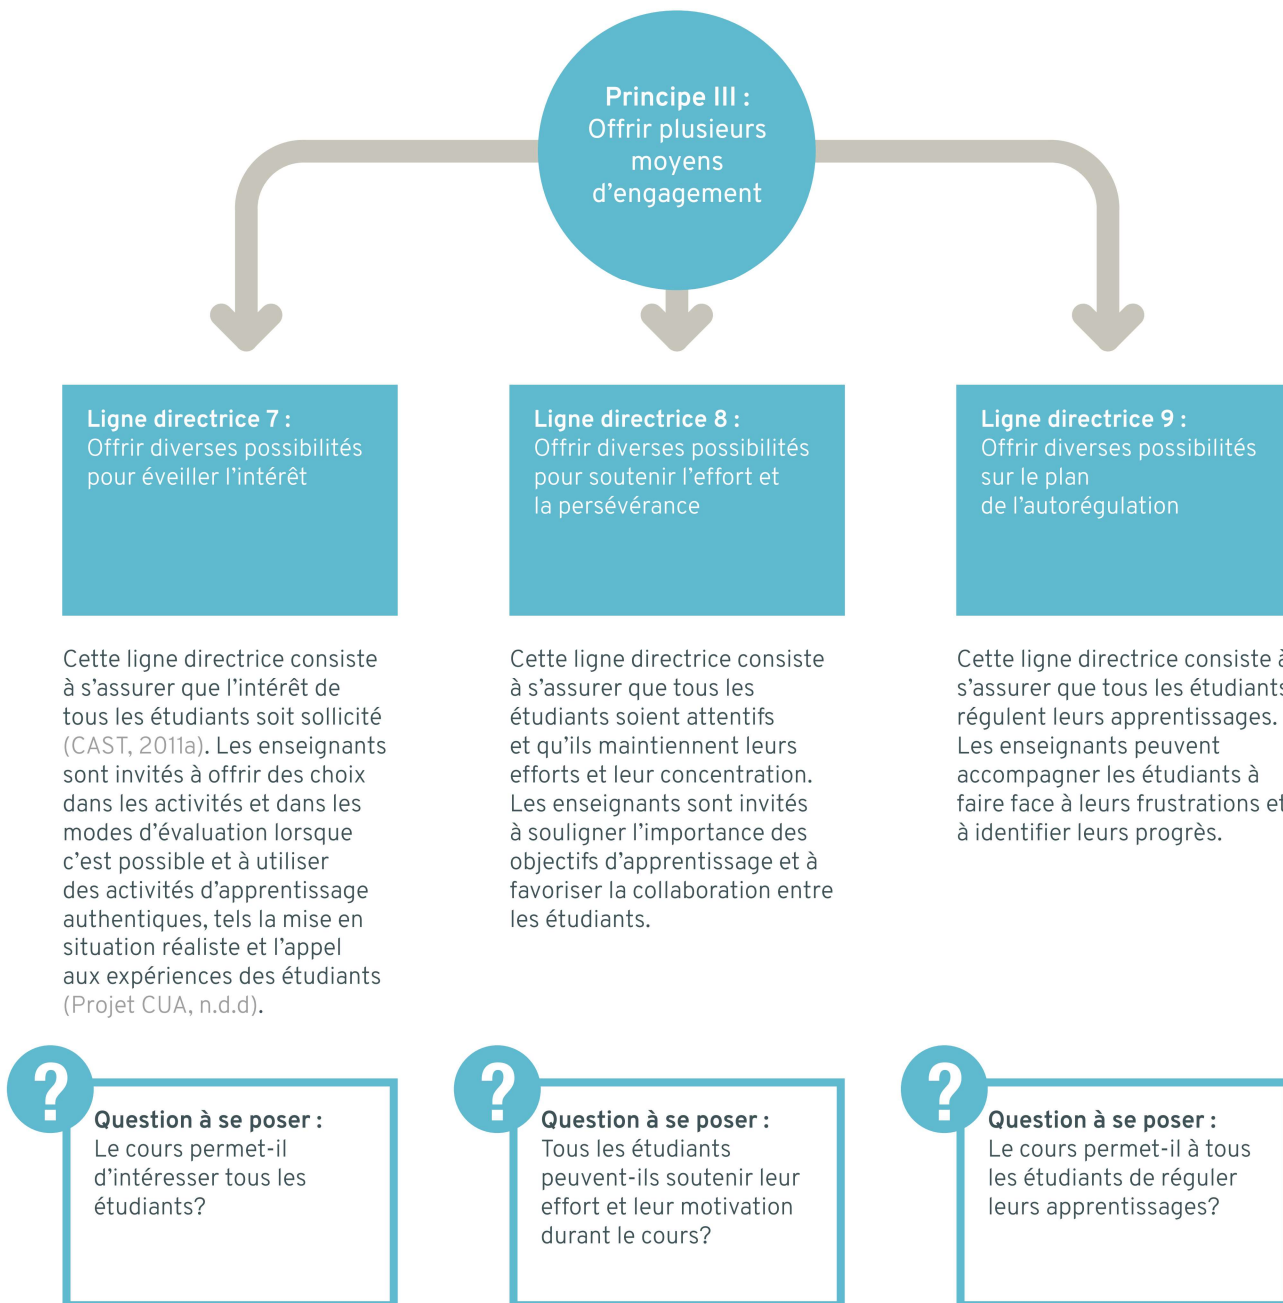 Principe III :
Offrir plusieurs
moyens
d’engagement
Ligne directrice 7 :
Offrir diverses possibilités
pour éveiller l’intérêt
Cette ligne directrice consiste
à s’assurer que l’intérêt de
tous les étudiants soit sollicité
(CAST, 2011a). Les enseignants
sont invités à offrir des choix
dans les activités et dans les
modes d’évaluation lorsque
c’est possible et à utiliser
des activités d’apprentissage
authentiques, tels la mise en
situation réaliste et l’appel
aux expériences des étudiants
(Projet CUA, n.d.d).
?
Question à se poser :
Le cours permet-il
d’intéresser tous les
étudiants?
Ligne directrice 8 :
Offrir diverses possibilités
pour soutenir l’effort et
la persévérance
Cette ligne directrice consiste
à s’assurer que tous les
étudiants soient attentifs
et qu’ils maintiennent leurs
efforts et leur concentration.
Les enseignants sont invités
à souligner l’importance des
objectifs d’apprentissage et à
favoriser la collaboration entre
les étudiants.
?
Question à se poser :
Tous les étudiants
peuvent-ils soutenir leur
effort et leur motivation
durant le cours?
Ligne directrice 9 :
Offrir diverses possibilités
sur le plan
de l’autorégulation
Cette ligne directrice consiste à
s’assurer que tous les étudiants
régulent leurs apprentissages.
Les enseignants peuvent
accompagner les étudiants à
faire face à leurs frustrations et
à identifier leurs progrès.
?
Question à se poser :
Le cours permet-il à tous
les étudiants de réguler
leurs apprentissages?